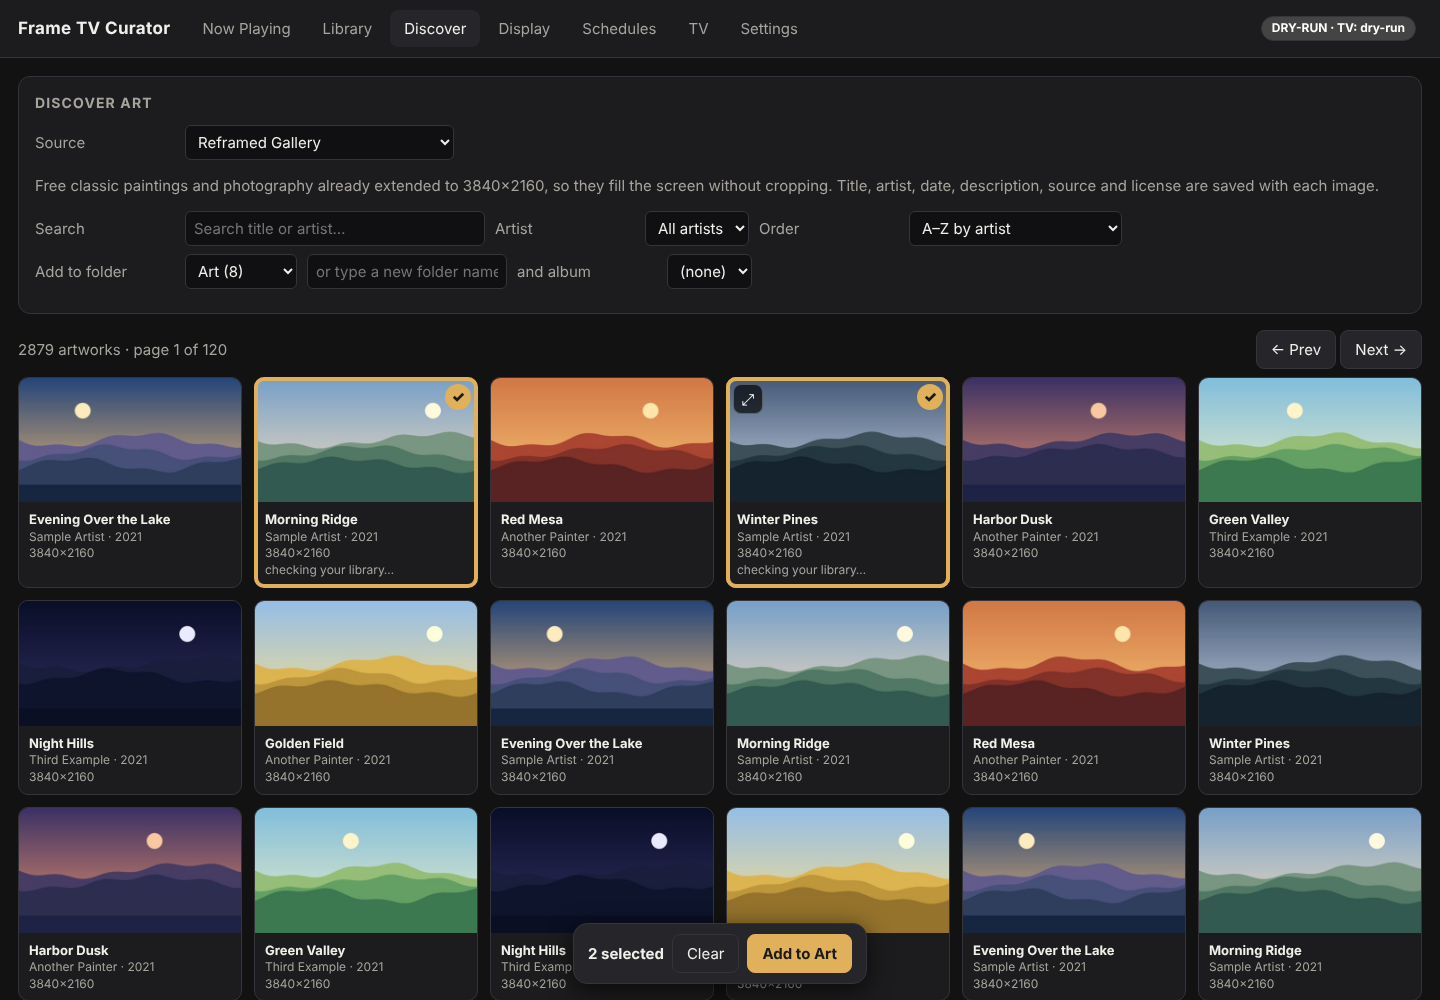 Frame TV Curator Now Playing Library Discover Display Schedules TV Settings DRY-RUN · TV: dry-run
DISCOVER ART
Source Reframed Gallery
Free classic paintings and photography already extended to 3840×2160, so they fill the screen without cropping. Title, artist, date, description, source and license are saved with each image.
Search Search title or artist... Artist All artists Order A–Z by artist
Add to folder Art (8) or type a new folder name and album (none)
2879 artworks · page 1 of 120 ← Prev Next →
Evening Over the Lake Morning Ridge Red Mesa Winter Pines Harbor Dusk Green Valley
Sample Artist · 2021 Sample Artist · 2021 Another Painter · 2021 Sample Artist · 2021 Another Painter · 2021 Third Example · 2021
3840×2160 3840×2160 3840×2160 3840×2160 3840×2160 3840×2160
checking your library... checking your library...
Night Hills Golden Field Evening Over the Lake Morning Ridge Red Mesa Winter Pines
Third Example · 2021 Another Painter · 2021 Sample Artist · 2021 Sample Artist · 2021 Another Painter · 2021 Sample Artist · 2021
3840×2160 3840×2160 3840×2160 3840×2160 3840×2160 3840×2160
Harbor Dusk Green Valley Night Hills Evening Over the Lake Morning Ridge
Another Painter · 2021 Third Example · 2021 Third Examp Sample Artist · 2021 Sample Artist · 2021
3840×2160 3840×2160 3840×2160 3840×2160 3840×2160 3840×2160
2 selected Clear Add to Art